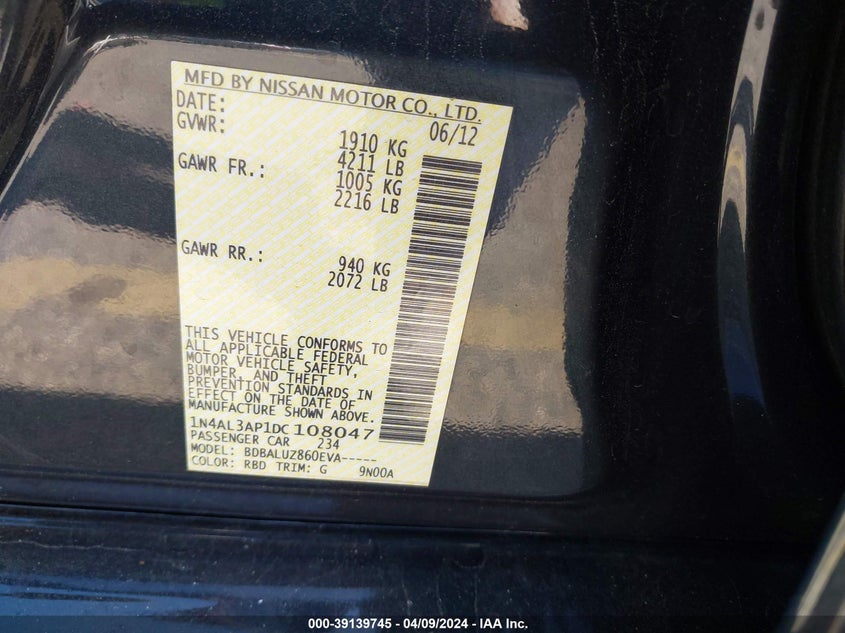 MFD BY NISSAN MOTOR CO., LTD.
DATE: 06/12
GVWR: 1910 KG
4211 LB
GAWR FR.: 1005 KG
2216 LB
GAWR RR.: 940 KG
2072 LB
THIS VEHICLE CONFORMS TO
ALL APPLICABLE FEDERAL
MOTOR VEHICLE SAFETY,
BUMPER, AND THEFT
PREVENTION STANDARDS IN
EFFECT ON THE DATE OF
MANUFACTURE SHOWN ABOVE.
1N4AL3AP1DC108047
PASSENGER CAR 234
MODEL: BDBALUZ860EVA-----
COLOR: RBD TRIM: G 9N00A
000-39139745 - 04/09/2024 - IAA Inc.